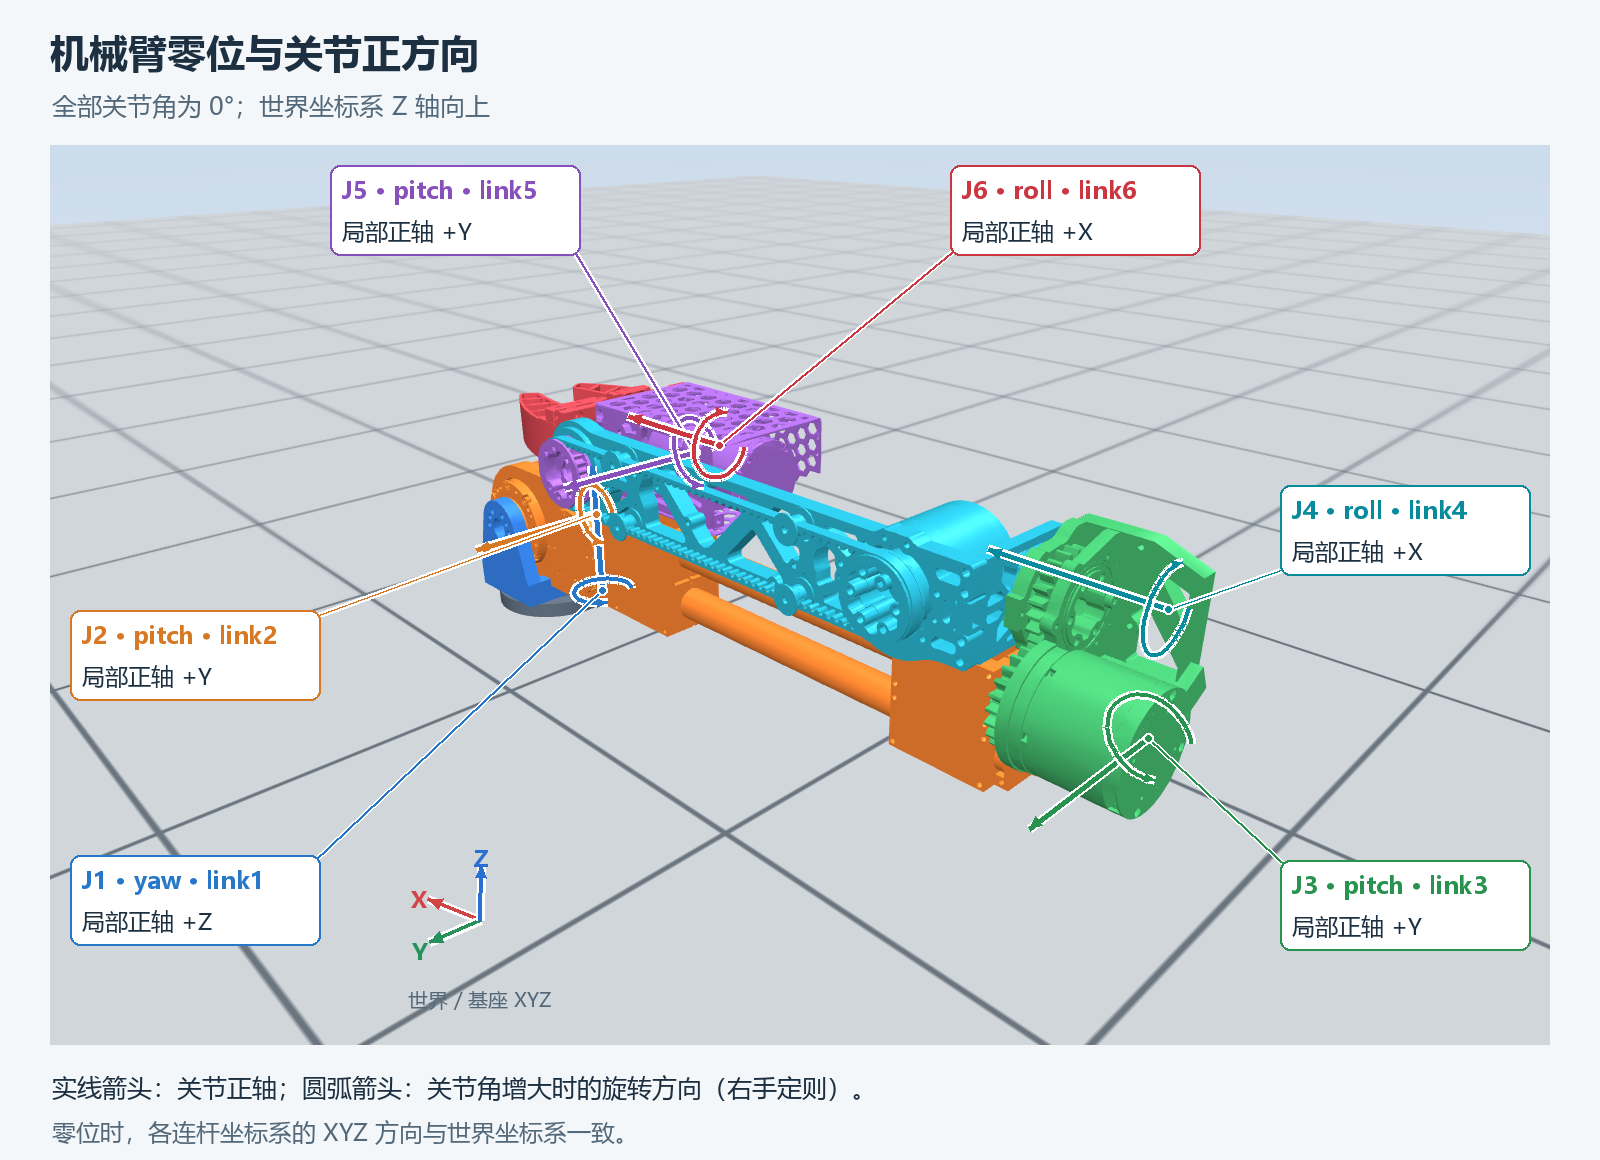 机械臂零位与关节正方向
全部关节角为 0°；世界坐标系 Z 轴向上
J5 • pitch • link5
局部正轴 +Y
J6 • roll • link6
局部正轴 +X
J4 • roll • link4
局部正轴 +X
J2 • pitch • link2
局部正轴 +Y
J1 • yaw • link1
局部正轴 +Z
J3 • pitch • link3
局部正轴 +Y
Z
X
Y
世界 / 基座 XYZ
实线箭头：关节正轴；圆弧箭头：关节角增大时的旋转方向（右手定则）。
零位时，各连杆坐标系的 XYZ 方向与世界坐标系一致。